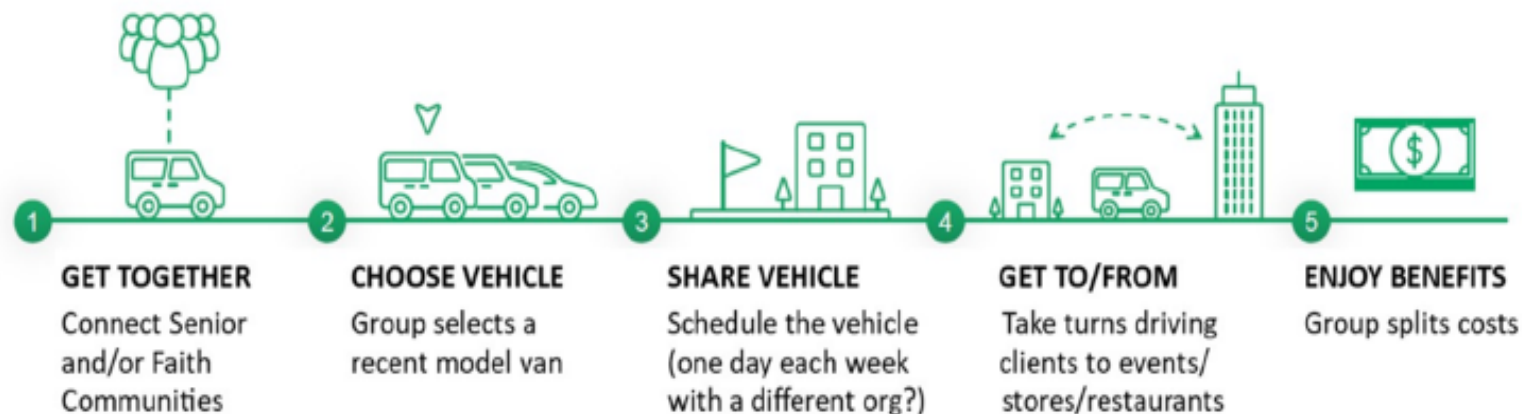 $
1
2
3
4
5
GET TOGETHER
Connect Senior
and/or Faith
Communities
CHOOSE VEHICLE
Group selects a
recent model van
SHARE VEHICLE
Schedule the vehicle
(one day each week
with a different org?)
GET TO/FROM
Take turns driving
clients to events/
stores/restaurants
ENJOY BENEFITS
Group splits costs